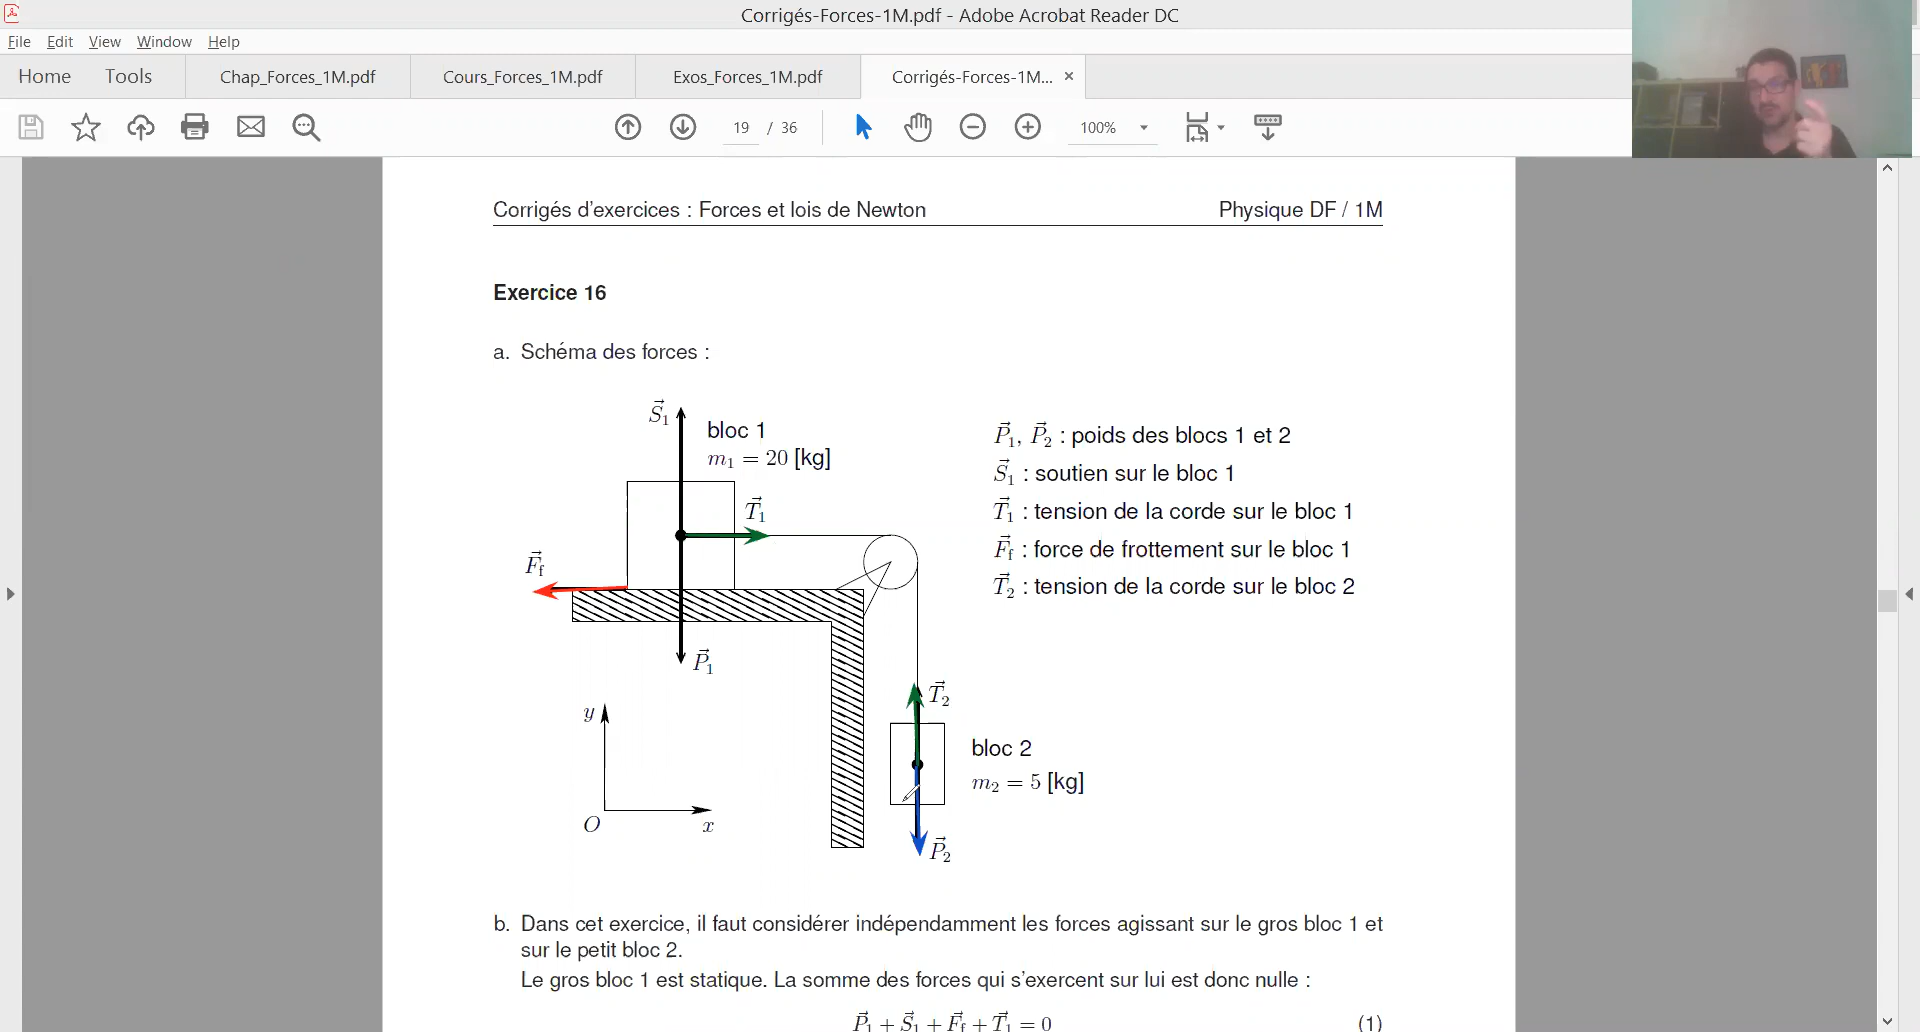 Corrigés-Forces-1M.pdf - Adobe Acrobat Reader DC
File Edit View Window Help
Home Tools Chap_Forces_1M.pdf Cours_Forces_1M.pdf Exos_Forces_1M.pdf Corrigés-Forces-1M... ×
19 / 36 100%
Corrigés d'exercices : Forces et lois de Newton Physique DF / 1M
Exercice 16
a. Schéma des forces :
S⃗₁
bloc 1
m₁ = 20 [kg]
T⃗₁
F⃗f
P⃗₁
y
O
x
T⃗₂
bloc 2
m₂ = 5 [kg]
P⃗₂
P⃗₁, P⃗₂ : poids des blocs 1 et 2
S⃗₁ : soutien sur le bloc 1
T⃗₁ : tension de la corde sur le bloc 1
F⃗f : force de frottement sur le bloc 1
T⃗₂ : tension de la corde sur le bloc 2
b. Dans cet exercice, il faut considérer indépendamment les forces agissant sur le gros bloc 1 et
sur le petit bloc 2.
Le gros bloc 1 est statique. La somme des forces qui s'exercent sur lui est donc nulle :
P⃗₁ + S⃗₁ + F⃗f + T⃗₁ = 0 (1)